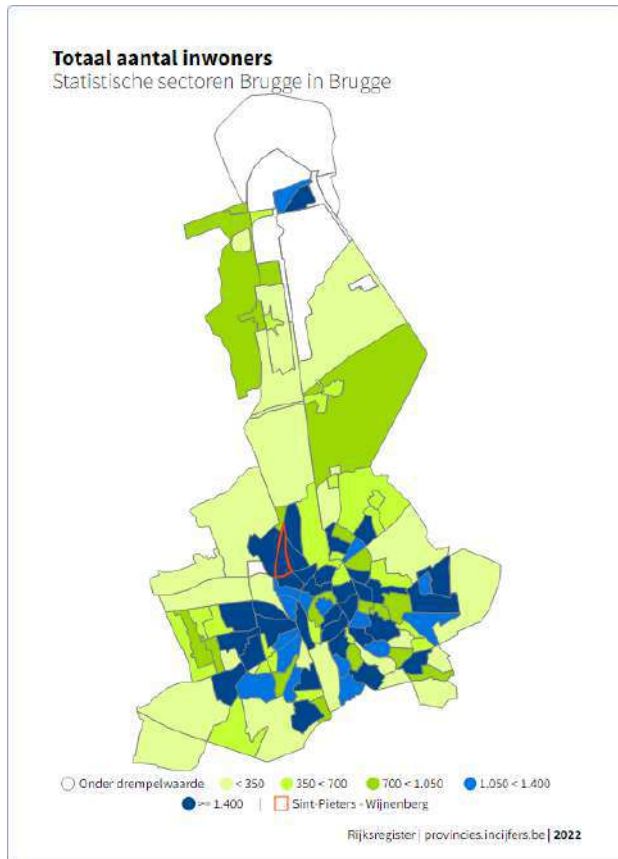 Totaal aantal inwoners
Statistische sectoren Brugge in Brugge
Onder drempelwaarde < 350 350 < 700 700 < 1.050 1.050 < 1.400
>= 1.400 | Sint-Pieters - Wijnenberg
Rijksregister | provincies.incijfers.be | 2022